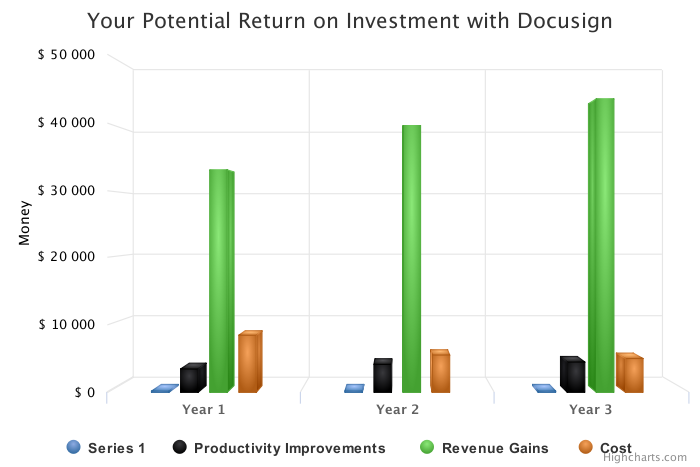 Your Potential Return on Investment with Docusign
$ 50 000
$ 40 000
$ 30 000
$ 20 000
$ 10 000
$ 0
Money
Year 1
Year 2
Year 3
Series 1
Productivity Improvements
Revenue Gains
Cost
Highcharts.com